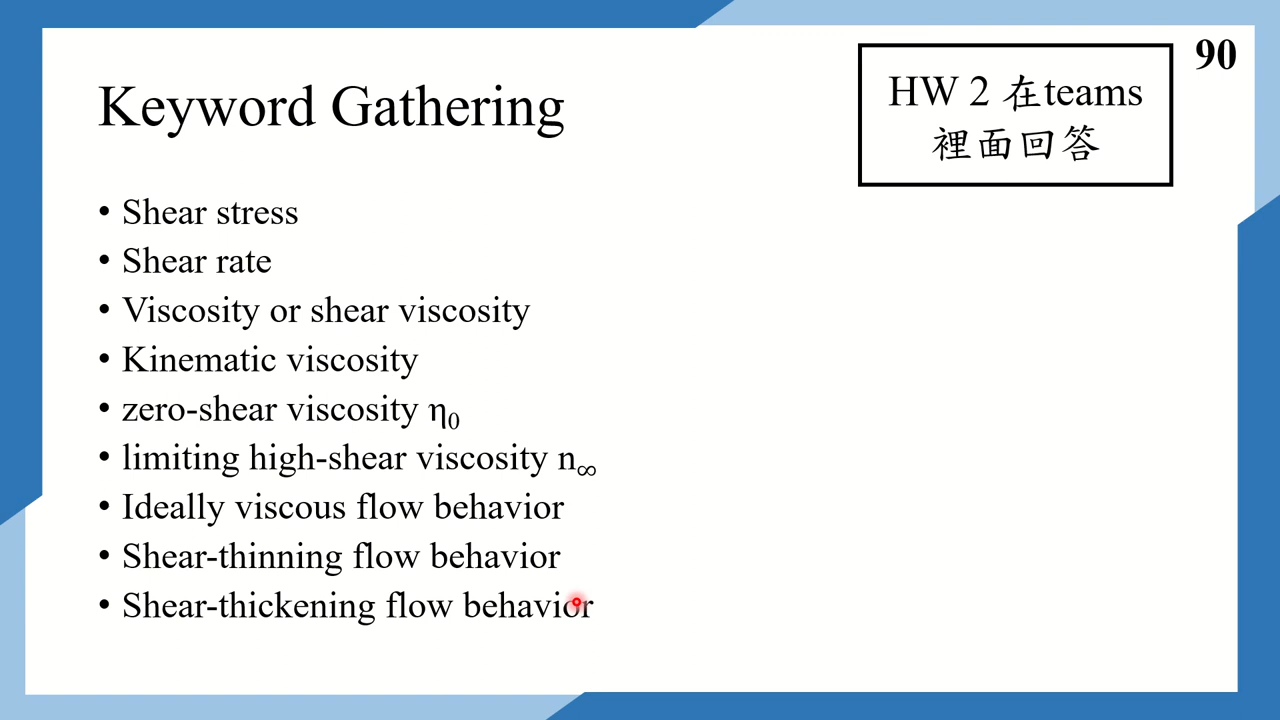 90
HW 2 在teams
裡面回答
Keyword Gathering
• Shear stress
• Shear rate
• Viscosity or shear viscosity
• Kinematic viscosity
• zero-shear viscosity η₀
• limiting high-shear viscosity n∞
• Ideally viscous flow behavior
• Shear-thinning flow behavior
• Shear-thickening flow behavior